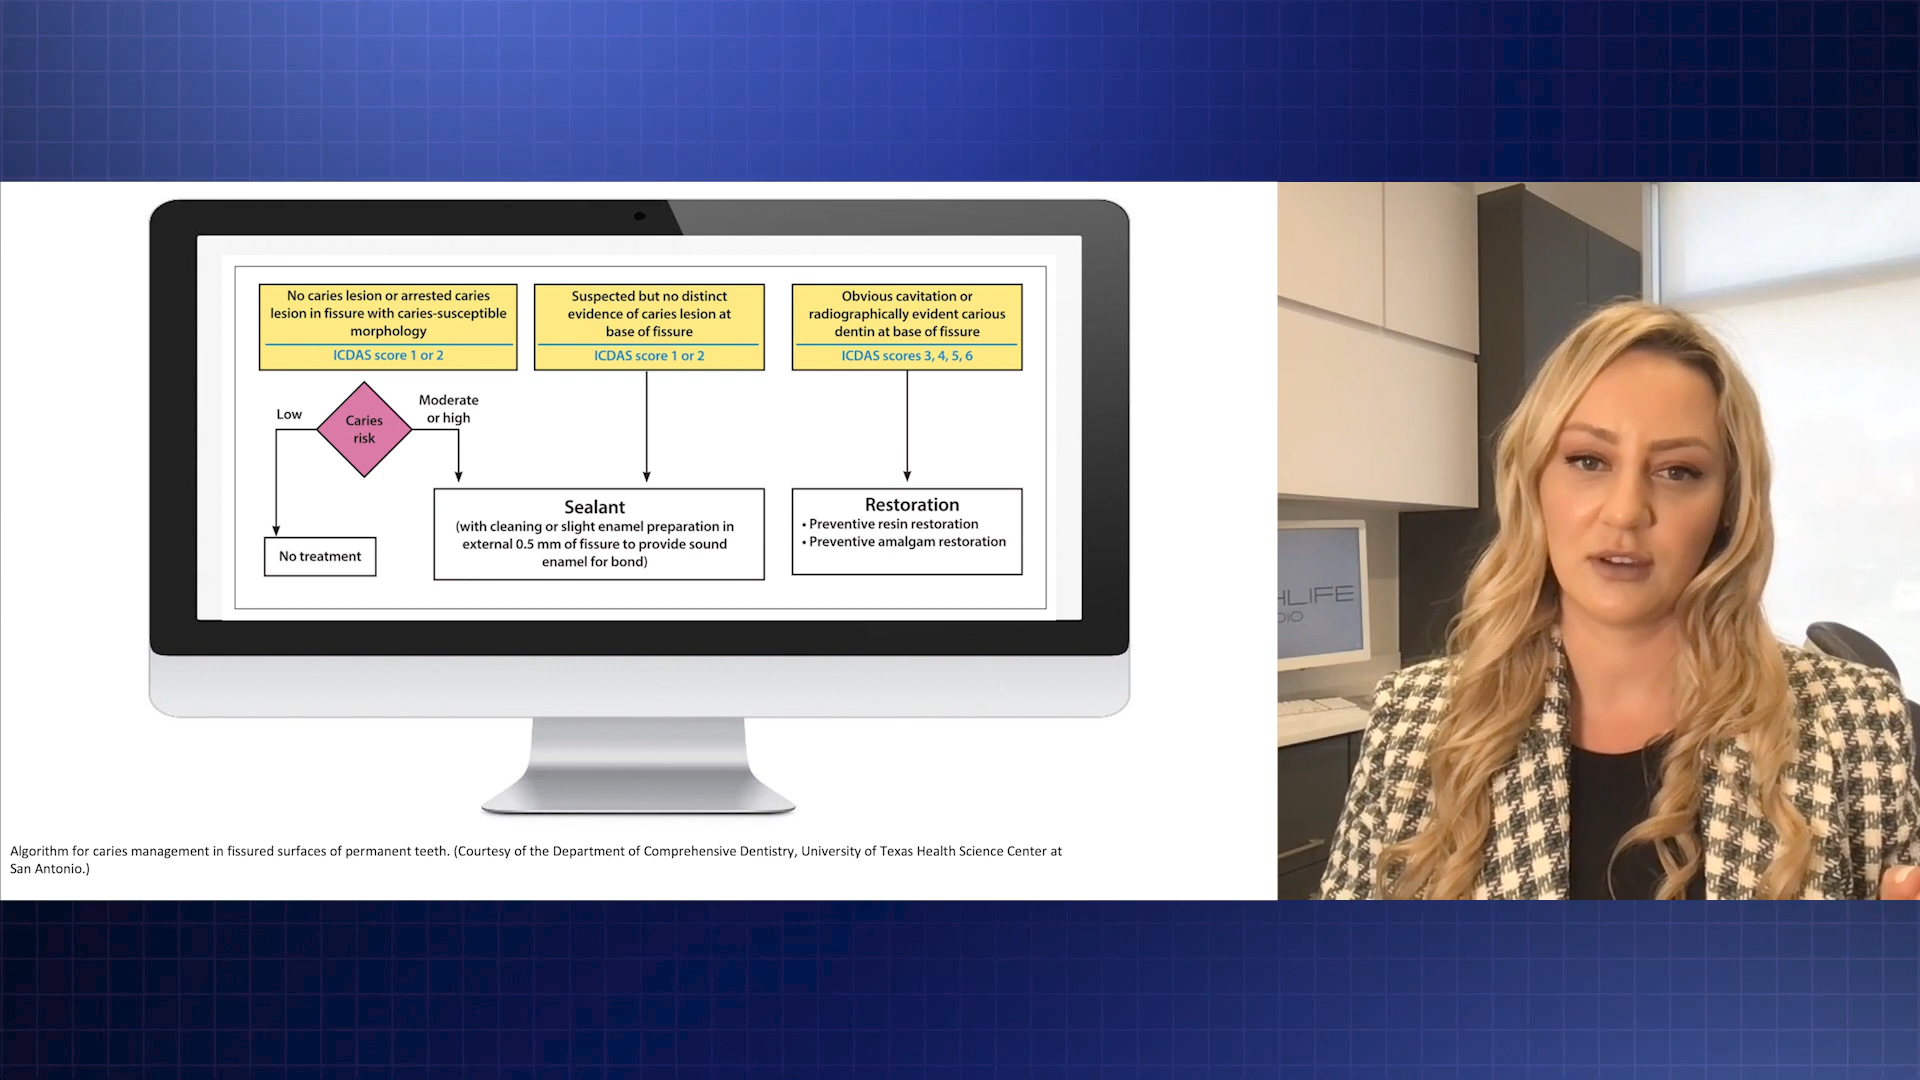 No caries lesion or arrested caries
lesion in fissure with caries-susceptible
morphology
ICDAS score 1 or 2
Suspected but no distinct
evidence of caries lesion at
base of fissure
ICDAS score 1 or 2
Obvious cavitation or
radiographically evident carious
dentin at base of fissure
ICDAS scores 3, 4, 5, 6
Low
Caries
risk
Moderate
or high
No treatment
Sealant
(with cleaning or slight enamel preparation in
external 0.5 mm of fissure to provide sound
enamel for bond)
Restoration
• Preventive resin restoration
• Preventive amalgam restoration
Algorithm for caries management in fissured surfaces of permanent teeth. (Courtesy of the Department of Comprehensive Dentistry, University of Texas Health Science Center at
San Antonio.)